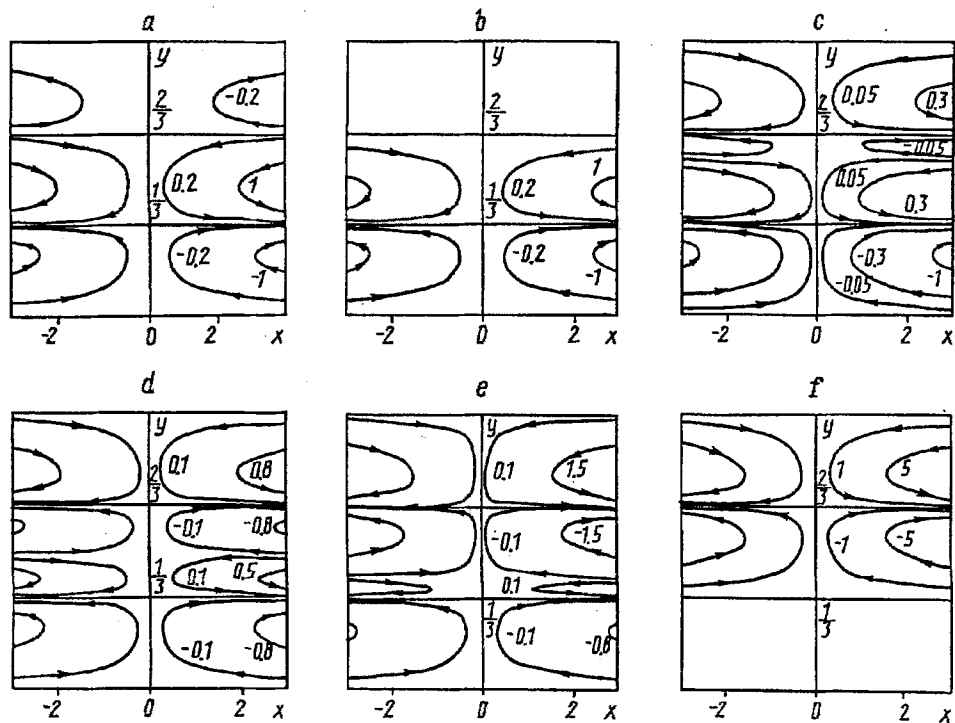 a b c
y y y
2/3 -0.2 2/3 2/3 0.05 0.3
-0.05
1/3 0.2 1 1/3 0.2 1 0.05 0.3
1/3
-0.2 -1 -0.2 -1 -0.3 -0.05 -1
-2 0 2 x -2 0 2 x -2 0 2 x
d e f
y y y
2/3 0.1 0.8 2/3 0.1 1.5 2/3 1 5
-0.1 -0.8 -0.1 -1.5 -1 -5
1/3 0.1 0.5 0.1
1/3 1/3
-0.1 -0.8 -0.1 -0.8
-2 0 2 x -2 0 2 x -2 0 2 x